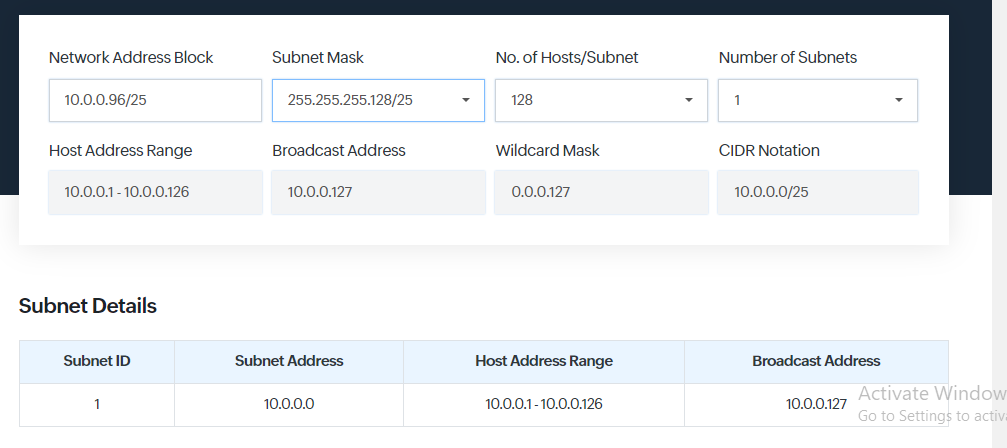 Network Address Block Subnet Mask No. of Hosts/Subnet Number of Subnets
10.0.0.96/25 255.255.255.128/25 128 1
Host Address Range Broadcast Address Wildcard Mask CIDR Notation
10.0.0.1 - 10.0.0.126 10.0.0.127 0.0.0.127 10.0.0.0/25
Subnet Details
Subnet ID Subnet Address Host Address Range Broadcast Address
1 10.0.0.0 10.0.0.1 - 10.0.0.126 10.0.0.127
Activate Window
Go to Settings to activa